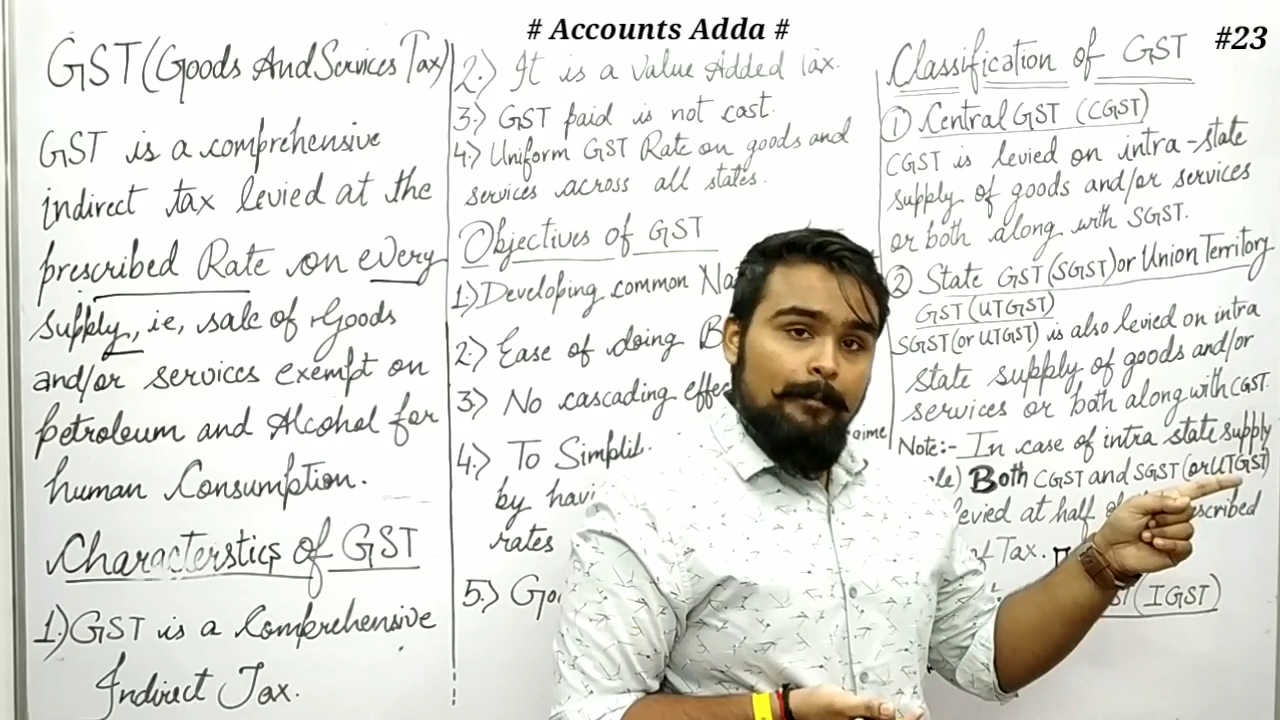 # Accounts Adda #
#23
GST (Goods And Services Tax)
GST is a comprehensive
indirect tax levied at the
prescribed Rate on every
supply, ie, sale of Goods
and/or services exempt on
petroleum and Alcohol for
human Consumption.
Characterstics of GST
1.) GST is a Comprehensive
Indirect Tax.
2.) It is a Value Added Tax.
3.) GST paid is not cost.
4.) Uniform GST Rate on goods and
services across all states.
Objectives of GST
1.) Developing common
2.) Ease of doing
3.) No cascading effec
4.) To
by
rates
5.)
Classification of GST
① Central GST (CGST)
CGST is levied on intra-state
supply of goods and/or services
or both along with SGST.
② State GST (SGST) or Union Territory
GST (UTGST)
SGST (or UTGST) is also levied on intra
state supply of goods and/or
services or both along with CGST.
Note:- In case of intra state supply
Both CGST and SGST (or UTGST)
levied at half
Tax.
(IGST)